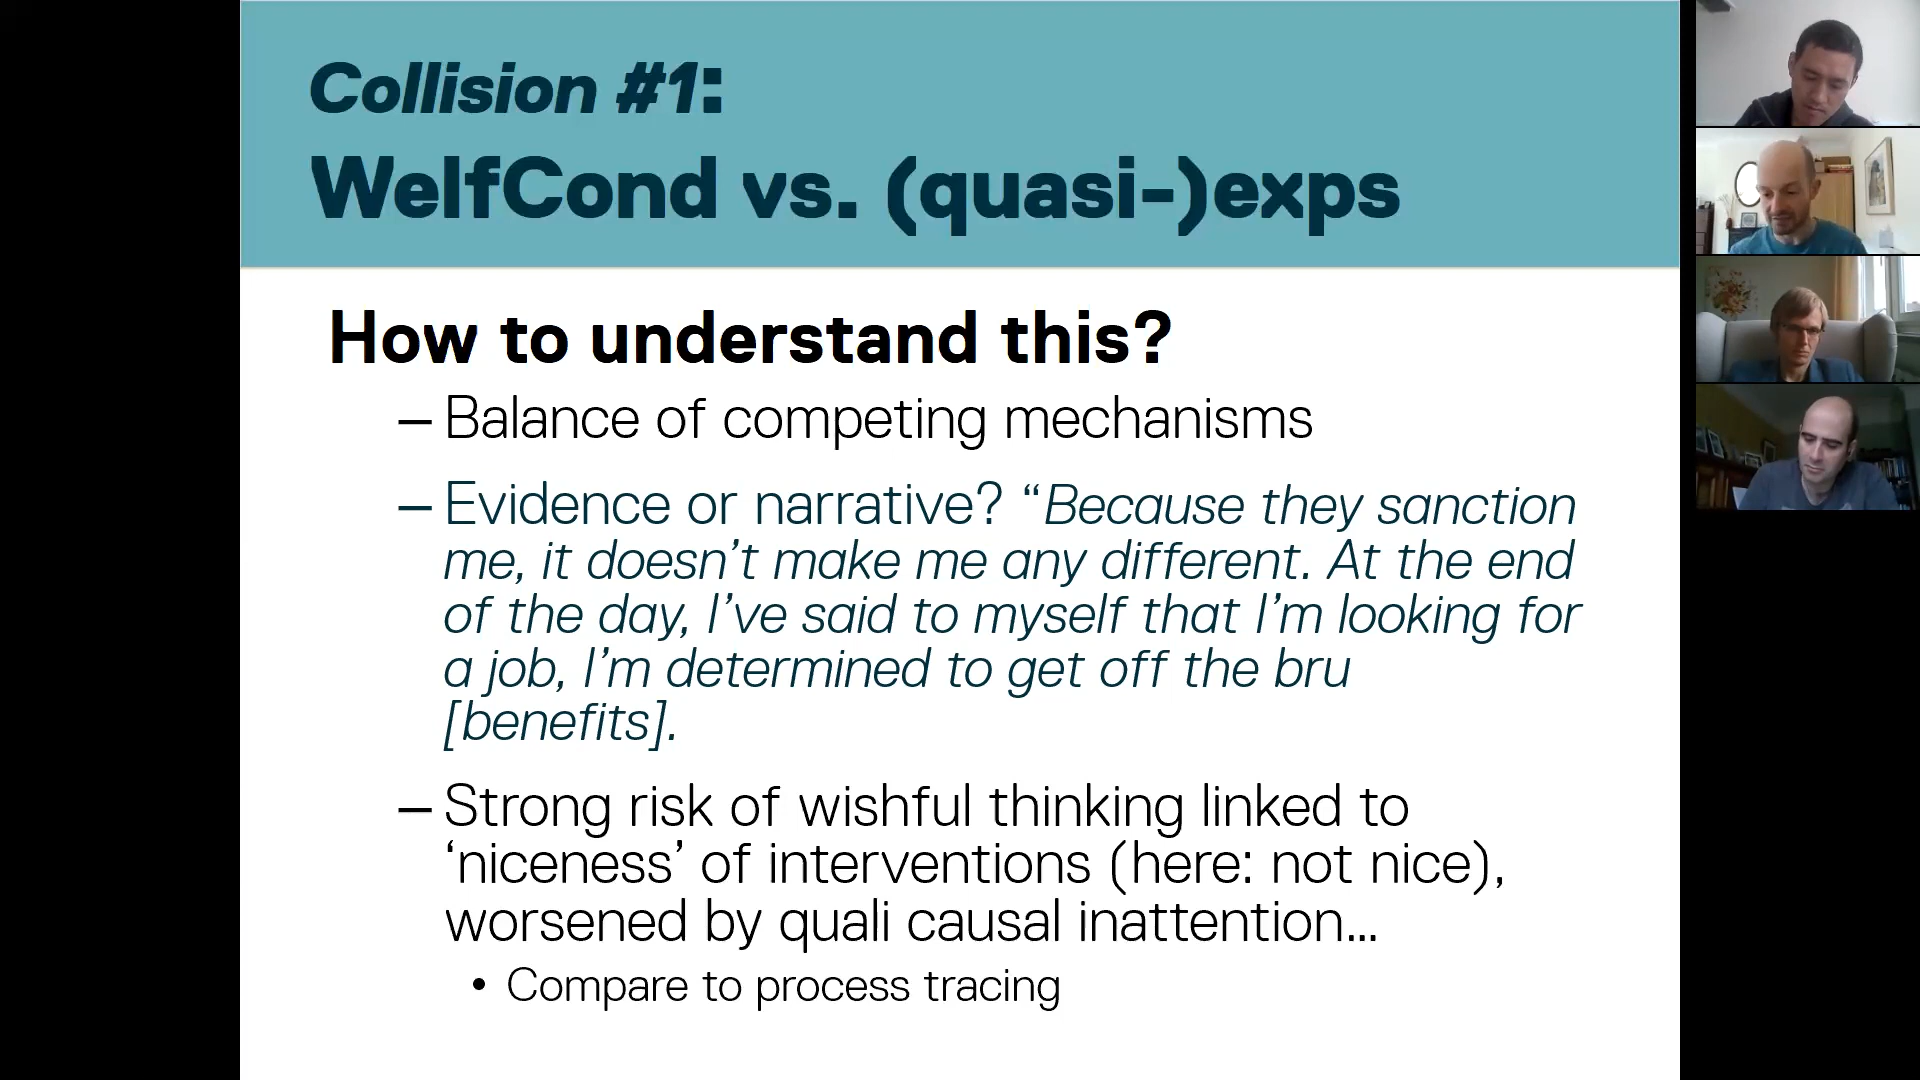 Collision #1:
WelfCond vs. (quasi-)exps
How to understand this?
– Balance of competing mechanisms
– Evidence or narrative? “Because they sanction
me, it doesn’t make me any different. At the end
of the day, I’ve said to myself that I’m looking for
a job, I’m determined to get off the bru
[benefits].
– Strong risk of wishful thinking linked to
‘niceness’ of interventions (here: not nice),
worsened by quali causal inattention…
• Compare to process tracing